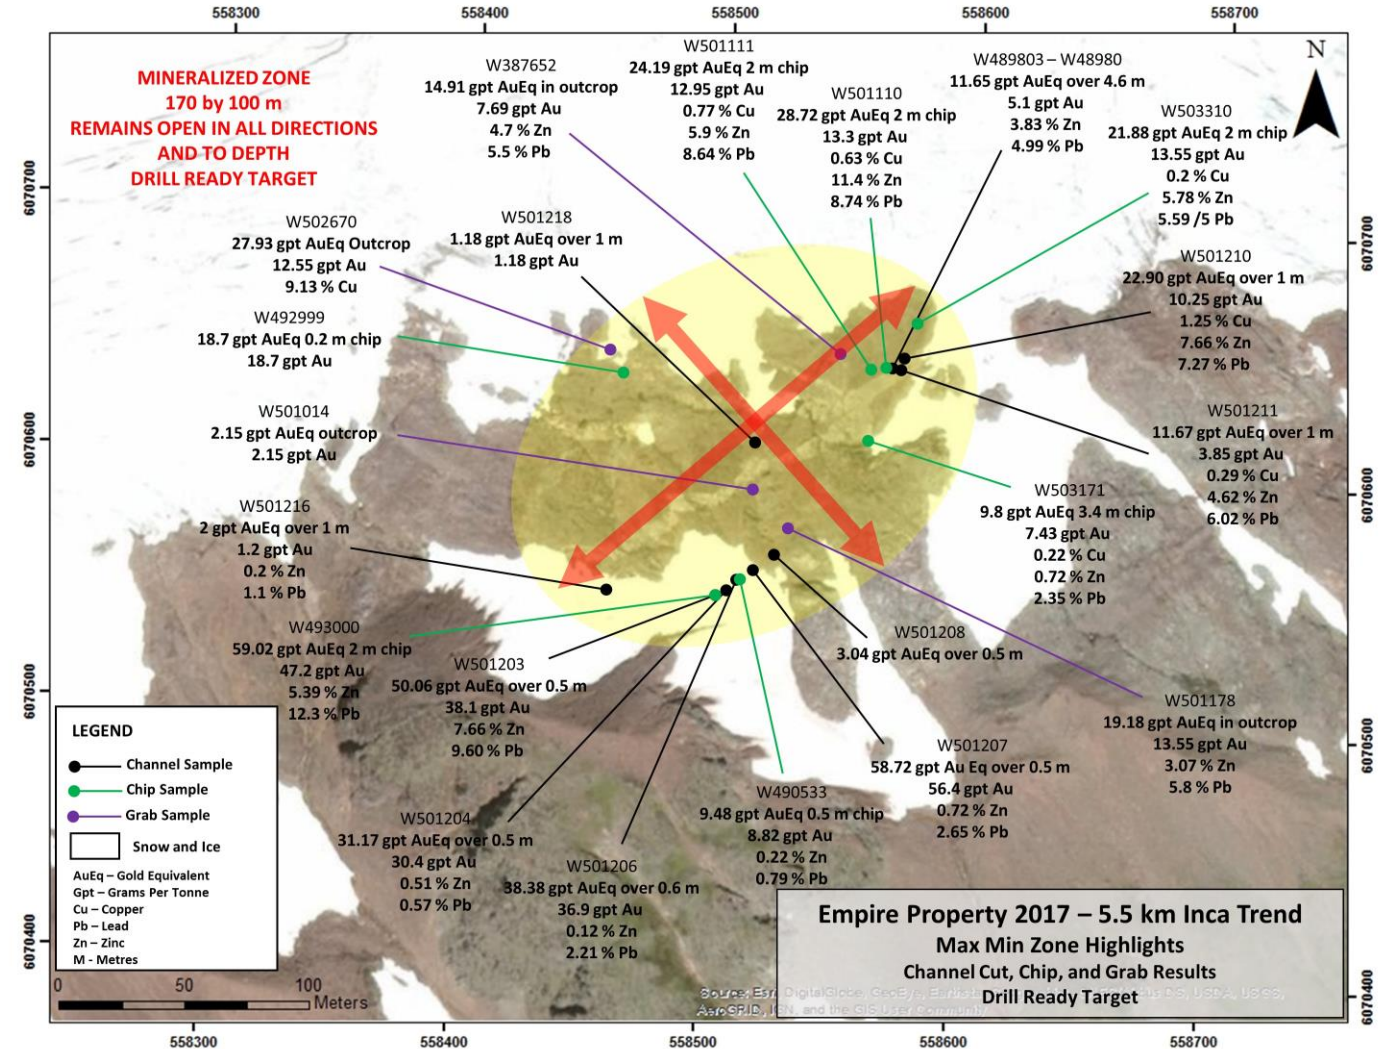 558300
558400
558500
558600
558700
N
MINERALIZED ZONE
170 by 100 m
REMAINS OPEN IN ALL DIRECTIONS
AND TO DEPTH
DRILL READY TARGET
W387652
14.91 gpt AuEq in outcrop
7.69 gpt Au
4.7 % Zn
5.5 % Pb
W501111
24.19 gpt AuEq 2 m chip
12.95 gpt Au
0.77 % Cu
5.9 % Zn
8.64 % Pb
W501110
28.72 gpt AuEq 2 m chip
13.3 gpt Au
0.63 % Cu
11.4 % Zn
8.74 % Pb
W489803 – W48980
11.65 gpt AuEq over 4.6 m
5.1 gpt Au
3.83 % Zn
4.99 % Pb
W503310
21.88 gpt AuEq 2 m chip
13.55 gpt Au
0.2 % Cu
5.78 % Zn
5.59 /5 Pb
W502670
27.93 gpt AuEq Outcrop
12.55 gpt Au
9.13 % Cu
W501218
1.18 gpt AuEq over 1 m
1.18 gpt Au
W501210
22.90 gpt AuEq over 1 m
10.25 gpt Au
1.25 % Cu
7.66 % Zn
7.27 % Pb
W492999
18.7 gpt AuEq 0.2 m chip
18.7 gpt Au
W501014
2.15 gpt AuEq outcrop
2.15 gpt Au
W501211
11.67 gpt AuEq over 1 m
3.85 gpt Au
0.29 % Cu
4.62 % Zn
6.02 % Pb
W501216
2 gpt AuEq over 1 m
1.2 gpt Au
0.2 % Zn
1.1 % Pb
W503171
9.8 gpt AuEq 3.4 m chip
7.43 gpt Au
0.22 % Cu
0.72 % Zn
2.35 % Pb
W493000
59.02 gpt AuEq 2 m chip
47.2 gpt Au
5.39 % Zn
12.3 % Pb
W501203
50.06 gpt AuEq over 0.5 m
38.1 gpt Au
7.66 % Zn
9.60 % Pb
W501208
3.04 gpt AuEq over 0.5 m
W501178
19.18 gpt AuEq in outcrop
13.55 gpt Au
3.07 % Zn
5.8 % Pb
W501207
58.72 gpt Au Eq over 0.5 m
56.4 gpt Au
0.72 % Zn
2.65 % Pb
W490533
9.48 gpt AuEq 0.5 m chip
8.82 gpt Au
0.22 % Zn
0.79 % Pb
W501204
31.17 gpt AuEq over 0.5 m
30.4 gpt Au
0.51 % Zn
0.57 % Pb
W501206
38.38 gpt AuEq over 0.6 m
36.9 gpt Au
0.12 % Zn
2.21 % Pb
LEGEND
Channel Sample
Chip Sample
Grab Sample
Snow and Ice
AuEq – Gold Equivalent
Gpt – Grams Per Tonne
Cu – Copper
Pb – Lead
Zn – Zinc
M - Metres
0 50 100
Meters
Empire Property 2017 – 5.5 km Inca Trend
Max Min Zone Highlights
Channel Cut, Chip, and Grab Results
Drill Ready Target
Source: Esri, DigitalGlobe, GeoEye, USDA, USGS,
AeroGRID, IGN, and the GIS User Community
6070700
6070600
6070500
6070400
6070700
6070600
6070500
6070400
558300
558400
558500
558600
558700